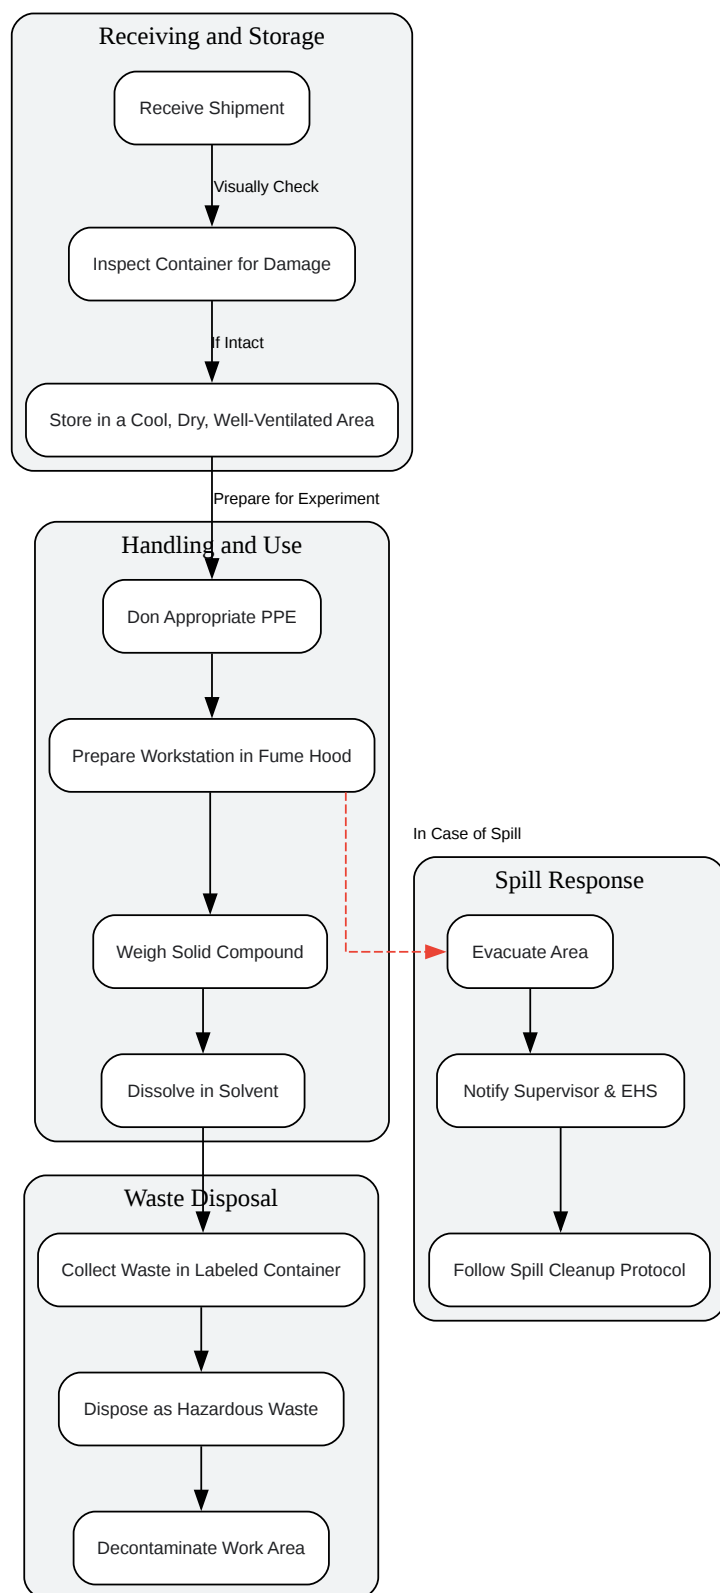 Receiving and Storage
Receive Shipment
Visually Check
Inspect Container for Damage
If Intact
Store in a Cool, Dry, Well-Ventilated Area
Prepare for Experiment
Handling and Use
Don Appropriate PPE
Prepare Workstation in Fume Hood
In Case of Spill
Spill Response
Weigh Solid Compound
Evacuate Area
Dissolve in Solvent
Notify Supervisor & EHS
Waste Disposal
Collect Waste in Labeled Container
Follow Spill Cleanup Protocol
Dispose as Hazardous Waste
Decontaminate Work Area